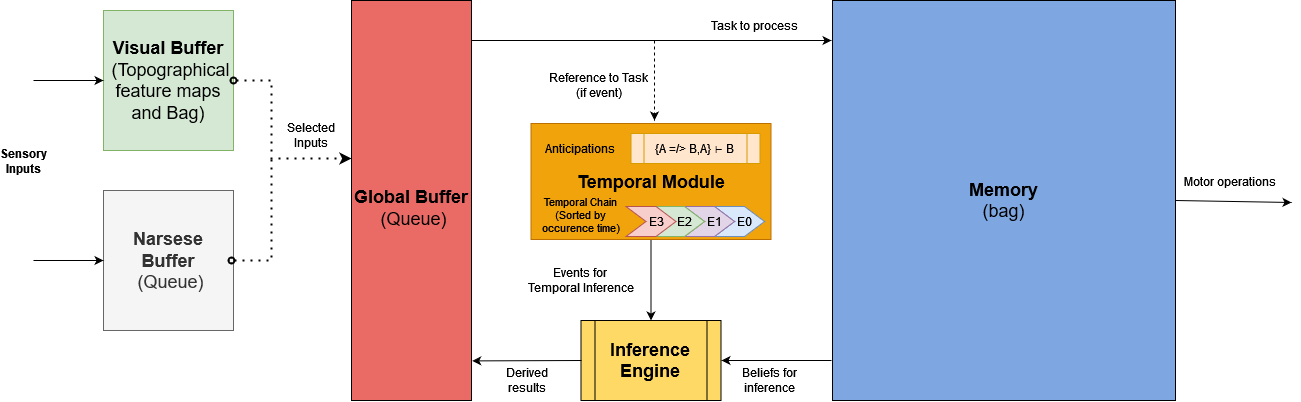 Sensory
Inputs
Visual Buffer
(Topographical
feature maps
and Bag)
Narsese
Buffer
(Queue)
Selected
Inputs
Global Buffer
(Queue)
Task to process
Reference to Task
(if event)
Anticipations
{A =/> B,A} ⊢ B
Temporal Module
Temporal Chain
(Sorted by
occurence time)
E3
E2
E1
E0
Events for
Temporal Inference
Inference
Engine
Derived
results
Beliefs for
inference
Memory
(bag)
Motor operations